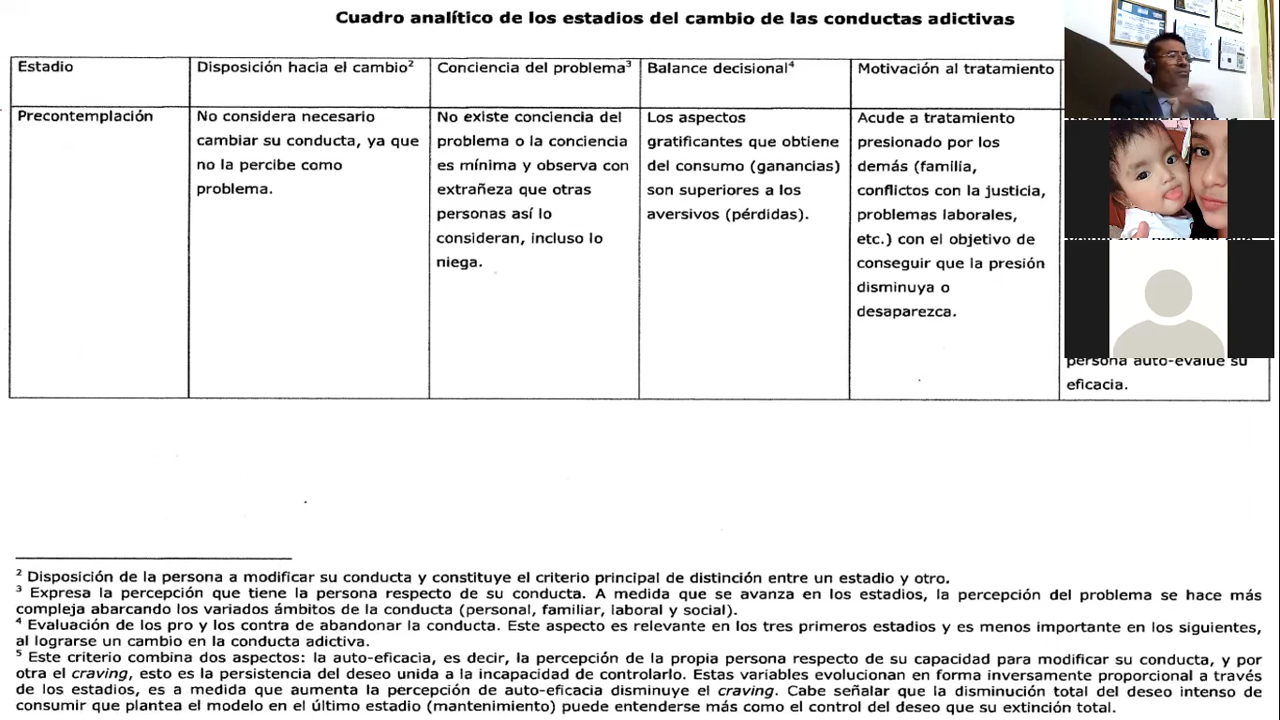 Cuadro analítico de los estadios del cambio de las conductas adictivas
Estadio
Disposición hacia el cambio²
Conciencia del problema³
Balance decisional⁴
Motivación al tratamiento
Precontemplación
No considera necesario
cambiar su conducta, ya que
no la percibe como
problema.
No existe conciencia del
problema o la conciencia
es mínima y observa con
extrañeza que otras
personas así lo
consideran, incluso lo
niega.
Los aspectos
gratificantes que obtiene
del consumo (ganancias)
son superiores a los
aversivos (pérdidas).
Acude a tratamiento
presionado por los
demás (familia,
conflictos con la justicia,
problemas laborales,
etc.) con el objetivo de
conseguir que la presión
disminuya o
desaparezca.
persona auto-evalúe su
eficacia.
² Disposición de la persona a modificar su conducta y constituye el criterio principal de distinción entre un estadio y otro.
³ Expresa la percepción que tiene la persona respecto de su conducta. A medida que se avanza en los estadios, la percepción del problema se hace más
compleja abarcando los variados ámbitos de la conducta (personal, familiar, laboral y social).
⁴ Evaluación de los pro y los contra de abandonar la conducta. Este aspecto es relevante en los tres primeros estadios y es menos importante en los siguientes,
al lograrse un cambio en la conducta adictiva.
⁵ Este criterio combina dos aspectos: la auto-eficacia, es decir, la percepción de la propia persona respecto de su capacidad para modificar su conducta, y por
otra el craving, esto es la persistencia del deseo unida a la incapacidad de controlarlo. Estas variables evolucionan en forma inversamente proporcional a través
de los estadios, es a medida que aumenta la percepción de auto-eficacia disminuye el craving. Cabe señalar que la disminución total del deseo intenso de
consumir que plantea el modelo en el último estadio (mantenimiento) puede entenderse más como el control del deseo que su extinción total.